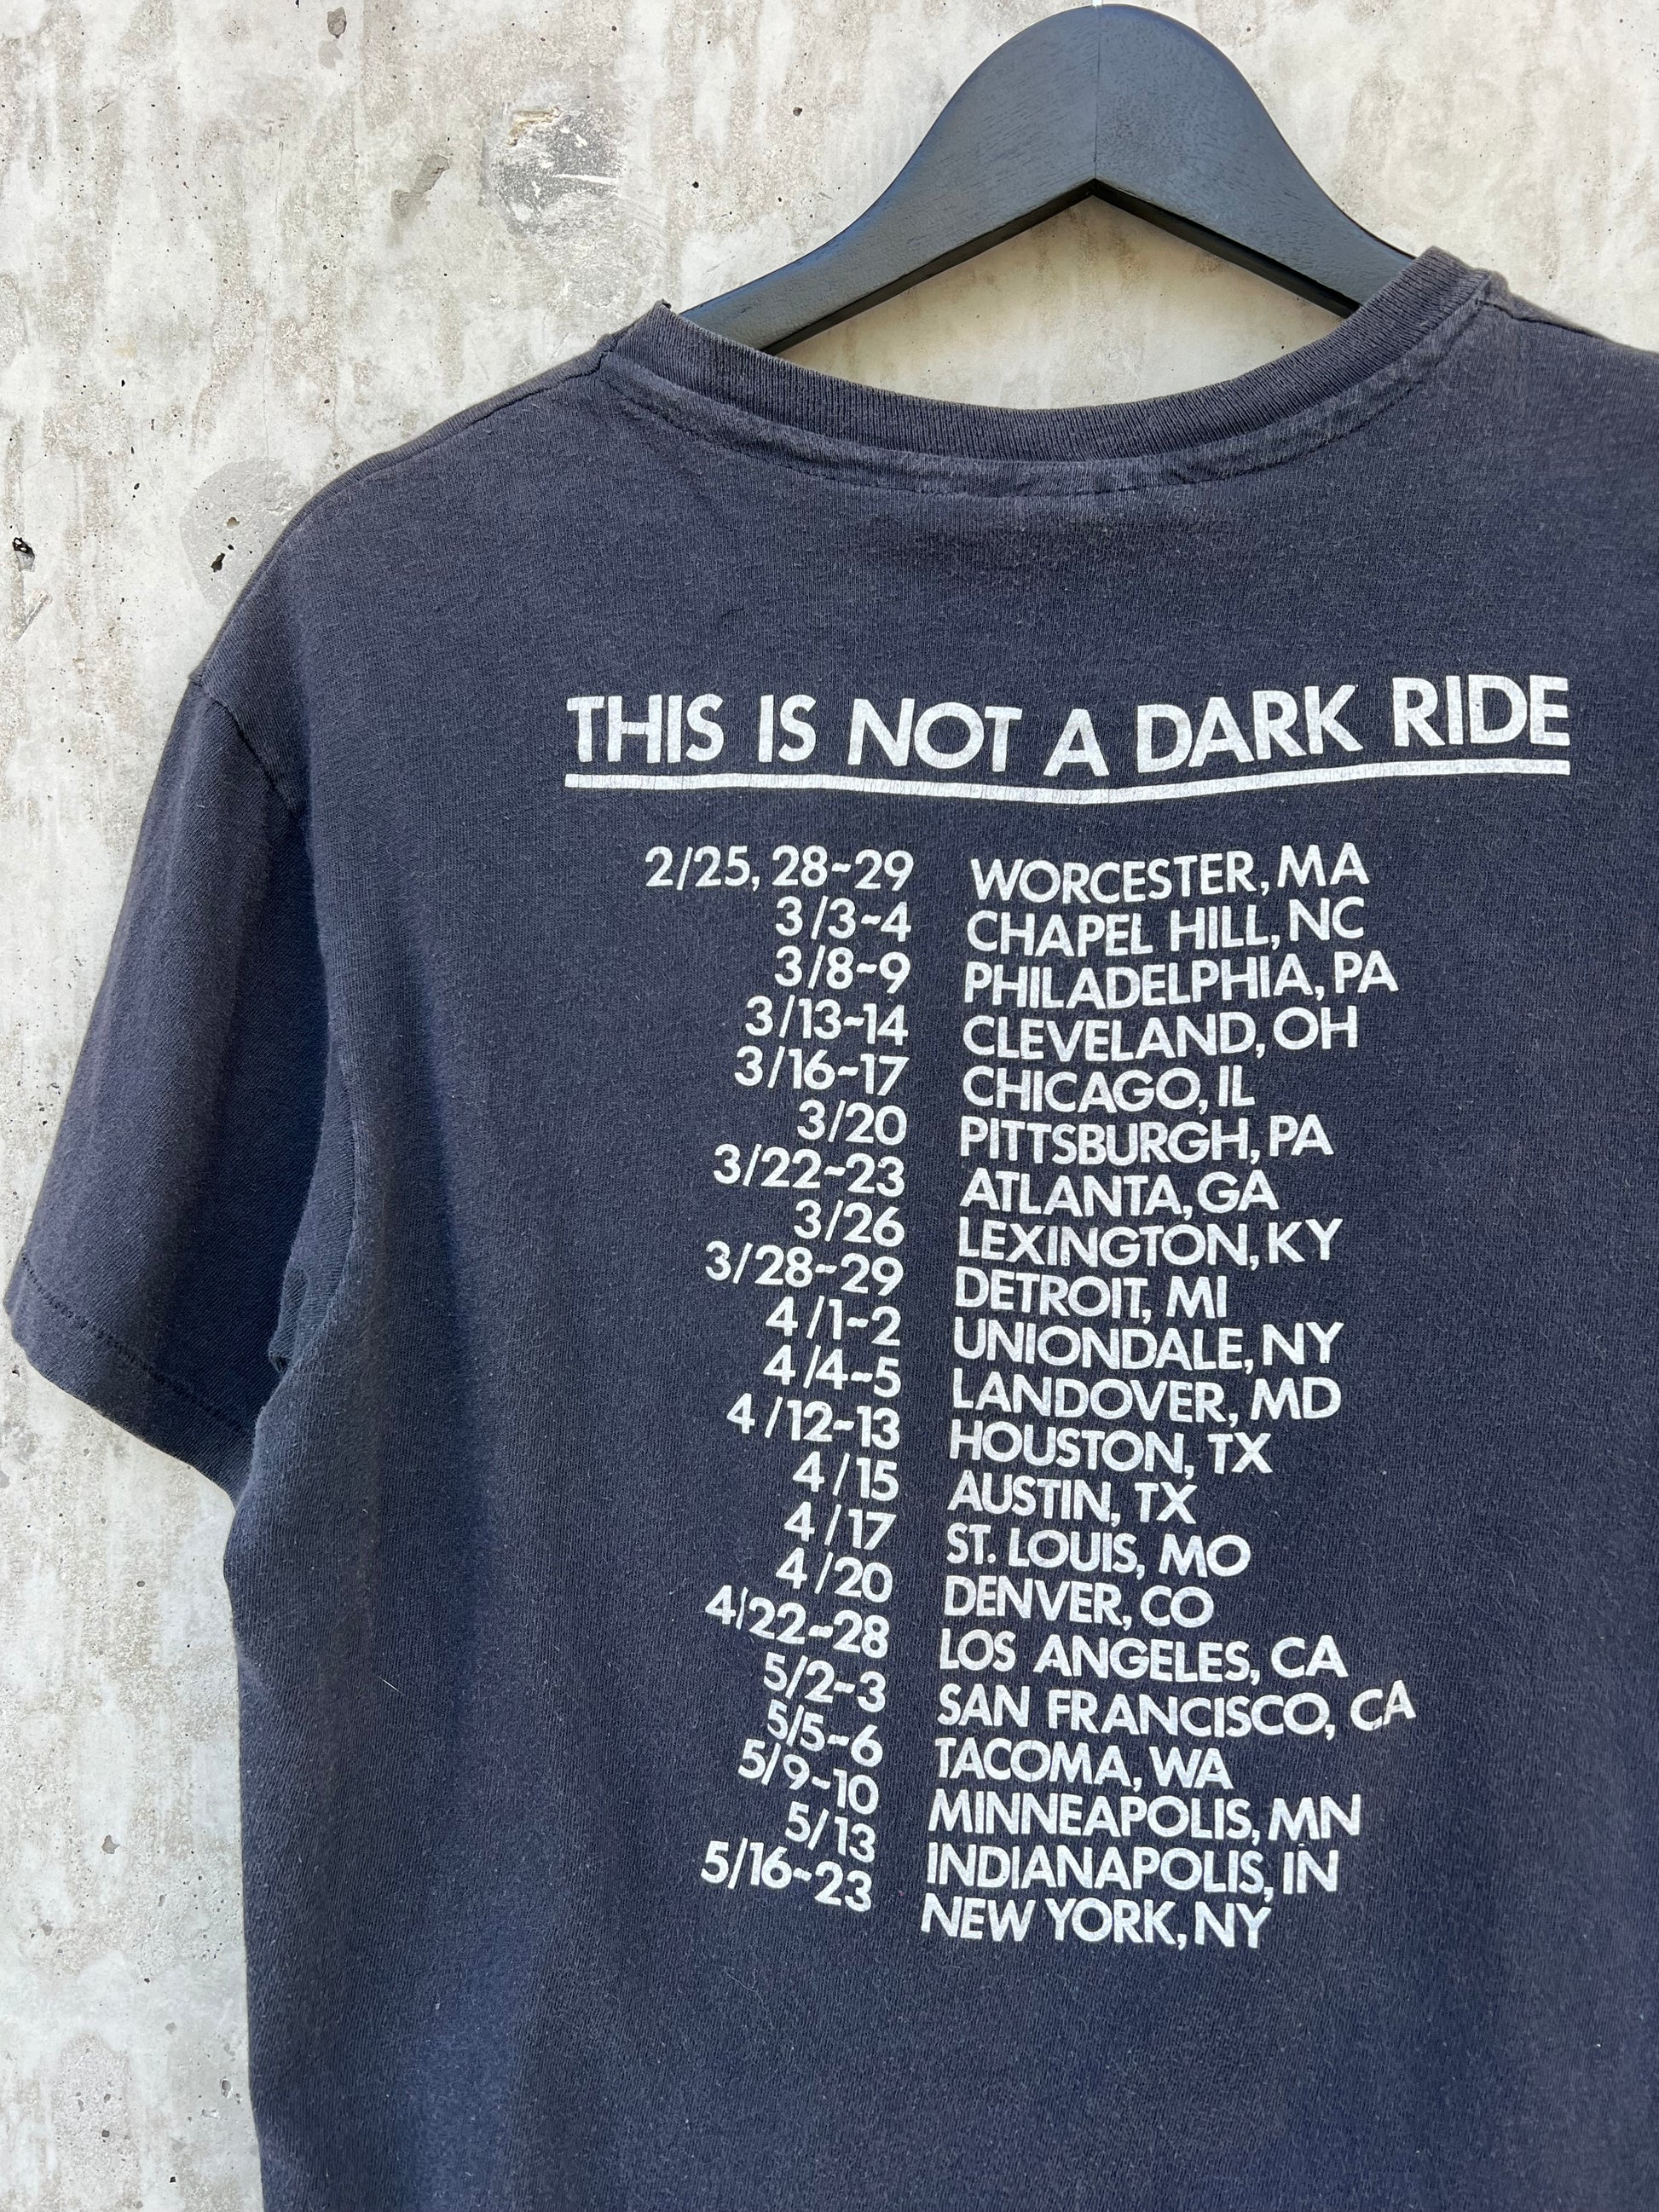 THIS IS NOT A DARK RIDE
2/25, 28~29 WORCESTER, MA
3/3~4 CHAPEL HILL, NC
3/8~9 PHILADELPHIA, PA
3/13~14 CLEVELAND, OH
3/16~17 CHICAGO, IL
3/20 PITTSBURGH, PA
3/22~23 ATLANTA, GA
3/26 LEXINGTON, KY
3/28~29 DETROIT, MI
4/1~2 UNIONDALE, NY
4/4~5 LANDOVER, MD
4/12~13 HOUSTON, TX
4/15 AUSTIN, TX
4/17 ST. LOUIS, MO
4/20 DENVER, CO
4/22~28 LOS ANGELES, CA
5/2~3 SAN FRANCISCO, CA
5/5~6 TACOMA, WA
5/9~10 MINNEAPOLIS, MN
5/13 INDIANAPOLIS, IN
5/16~23 NEW YORK, NY